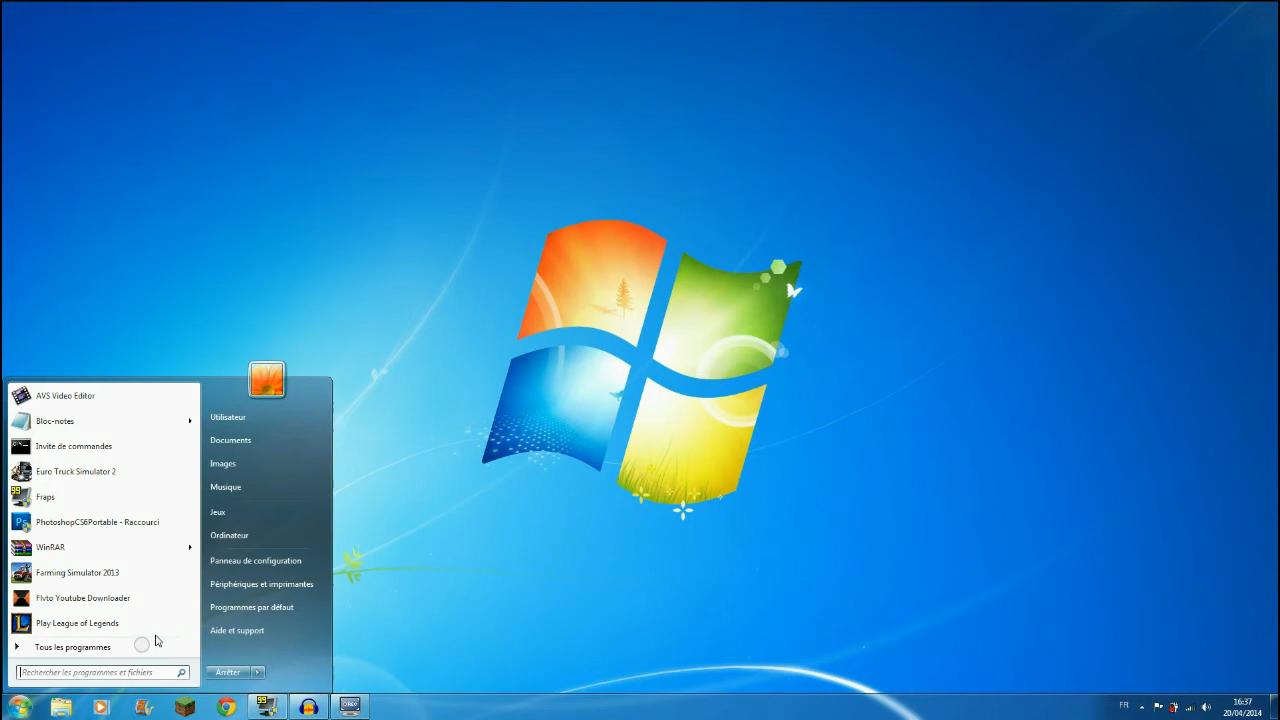 AVS Video Editor
Bloc-notes
Invite de commandes
Euro Truck Simulator 2
Fraps
PhotoshopCS6Portable - Raccourci
WinRAR
Farming Simulator 2013
Flvto Youtube Downloader
Play League of Legends
Tous les programmes
Rechercher les programmes et fichiers
Utilisateur
Documents
Images
Musique
Jeux
Ordinateur
Panneau de configuration
Périphériques et imprimantes
Programmes par défaut
Aide et support
Arrêter
99
Ps
99
FR
16:37
20/04/2014